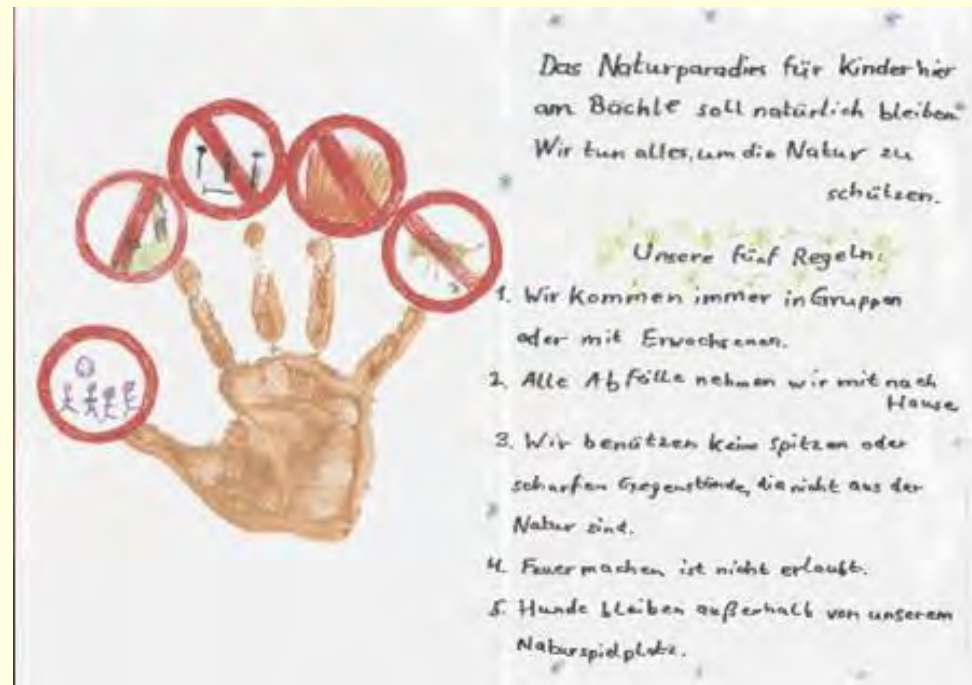 Das Naturparadies für Kinder hier
am Bächle soll natürlich bleiben.
Wir tun alles, um die Natur zu
schützen.
Unsere fünf Regeln:
1. Wir kommen immer in Gruppen
oder mit Erwachsenen.
2. Alle Abfälle nehmen wir mit nach
Hause
3. Wir benützen keine spitzen oder
scharfen Gegenstände, die nicht aus der
Natur sind.
4. Feuermachen ist nicht erlaubt.
5. Hunde bleiben außerhalb von unserem
Naturspielplatz.